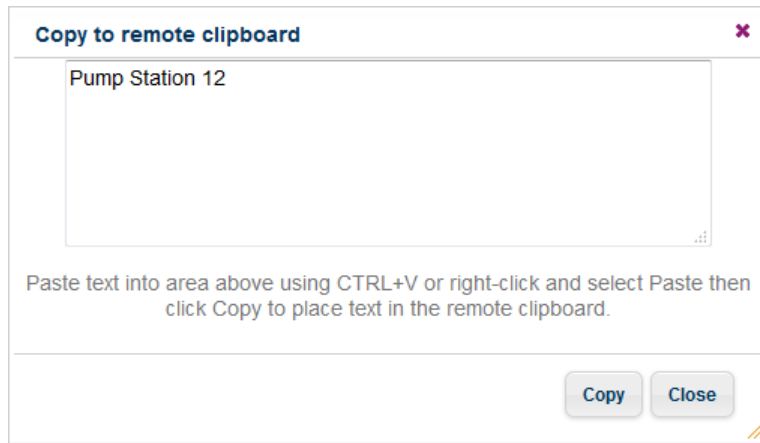 Copy to remote clipboard
Pump Station 12
Paste text into area above using CTRL+V or right-click and select Paste then
click Copy to place text in the remote clipboard.
Copy Close